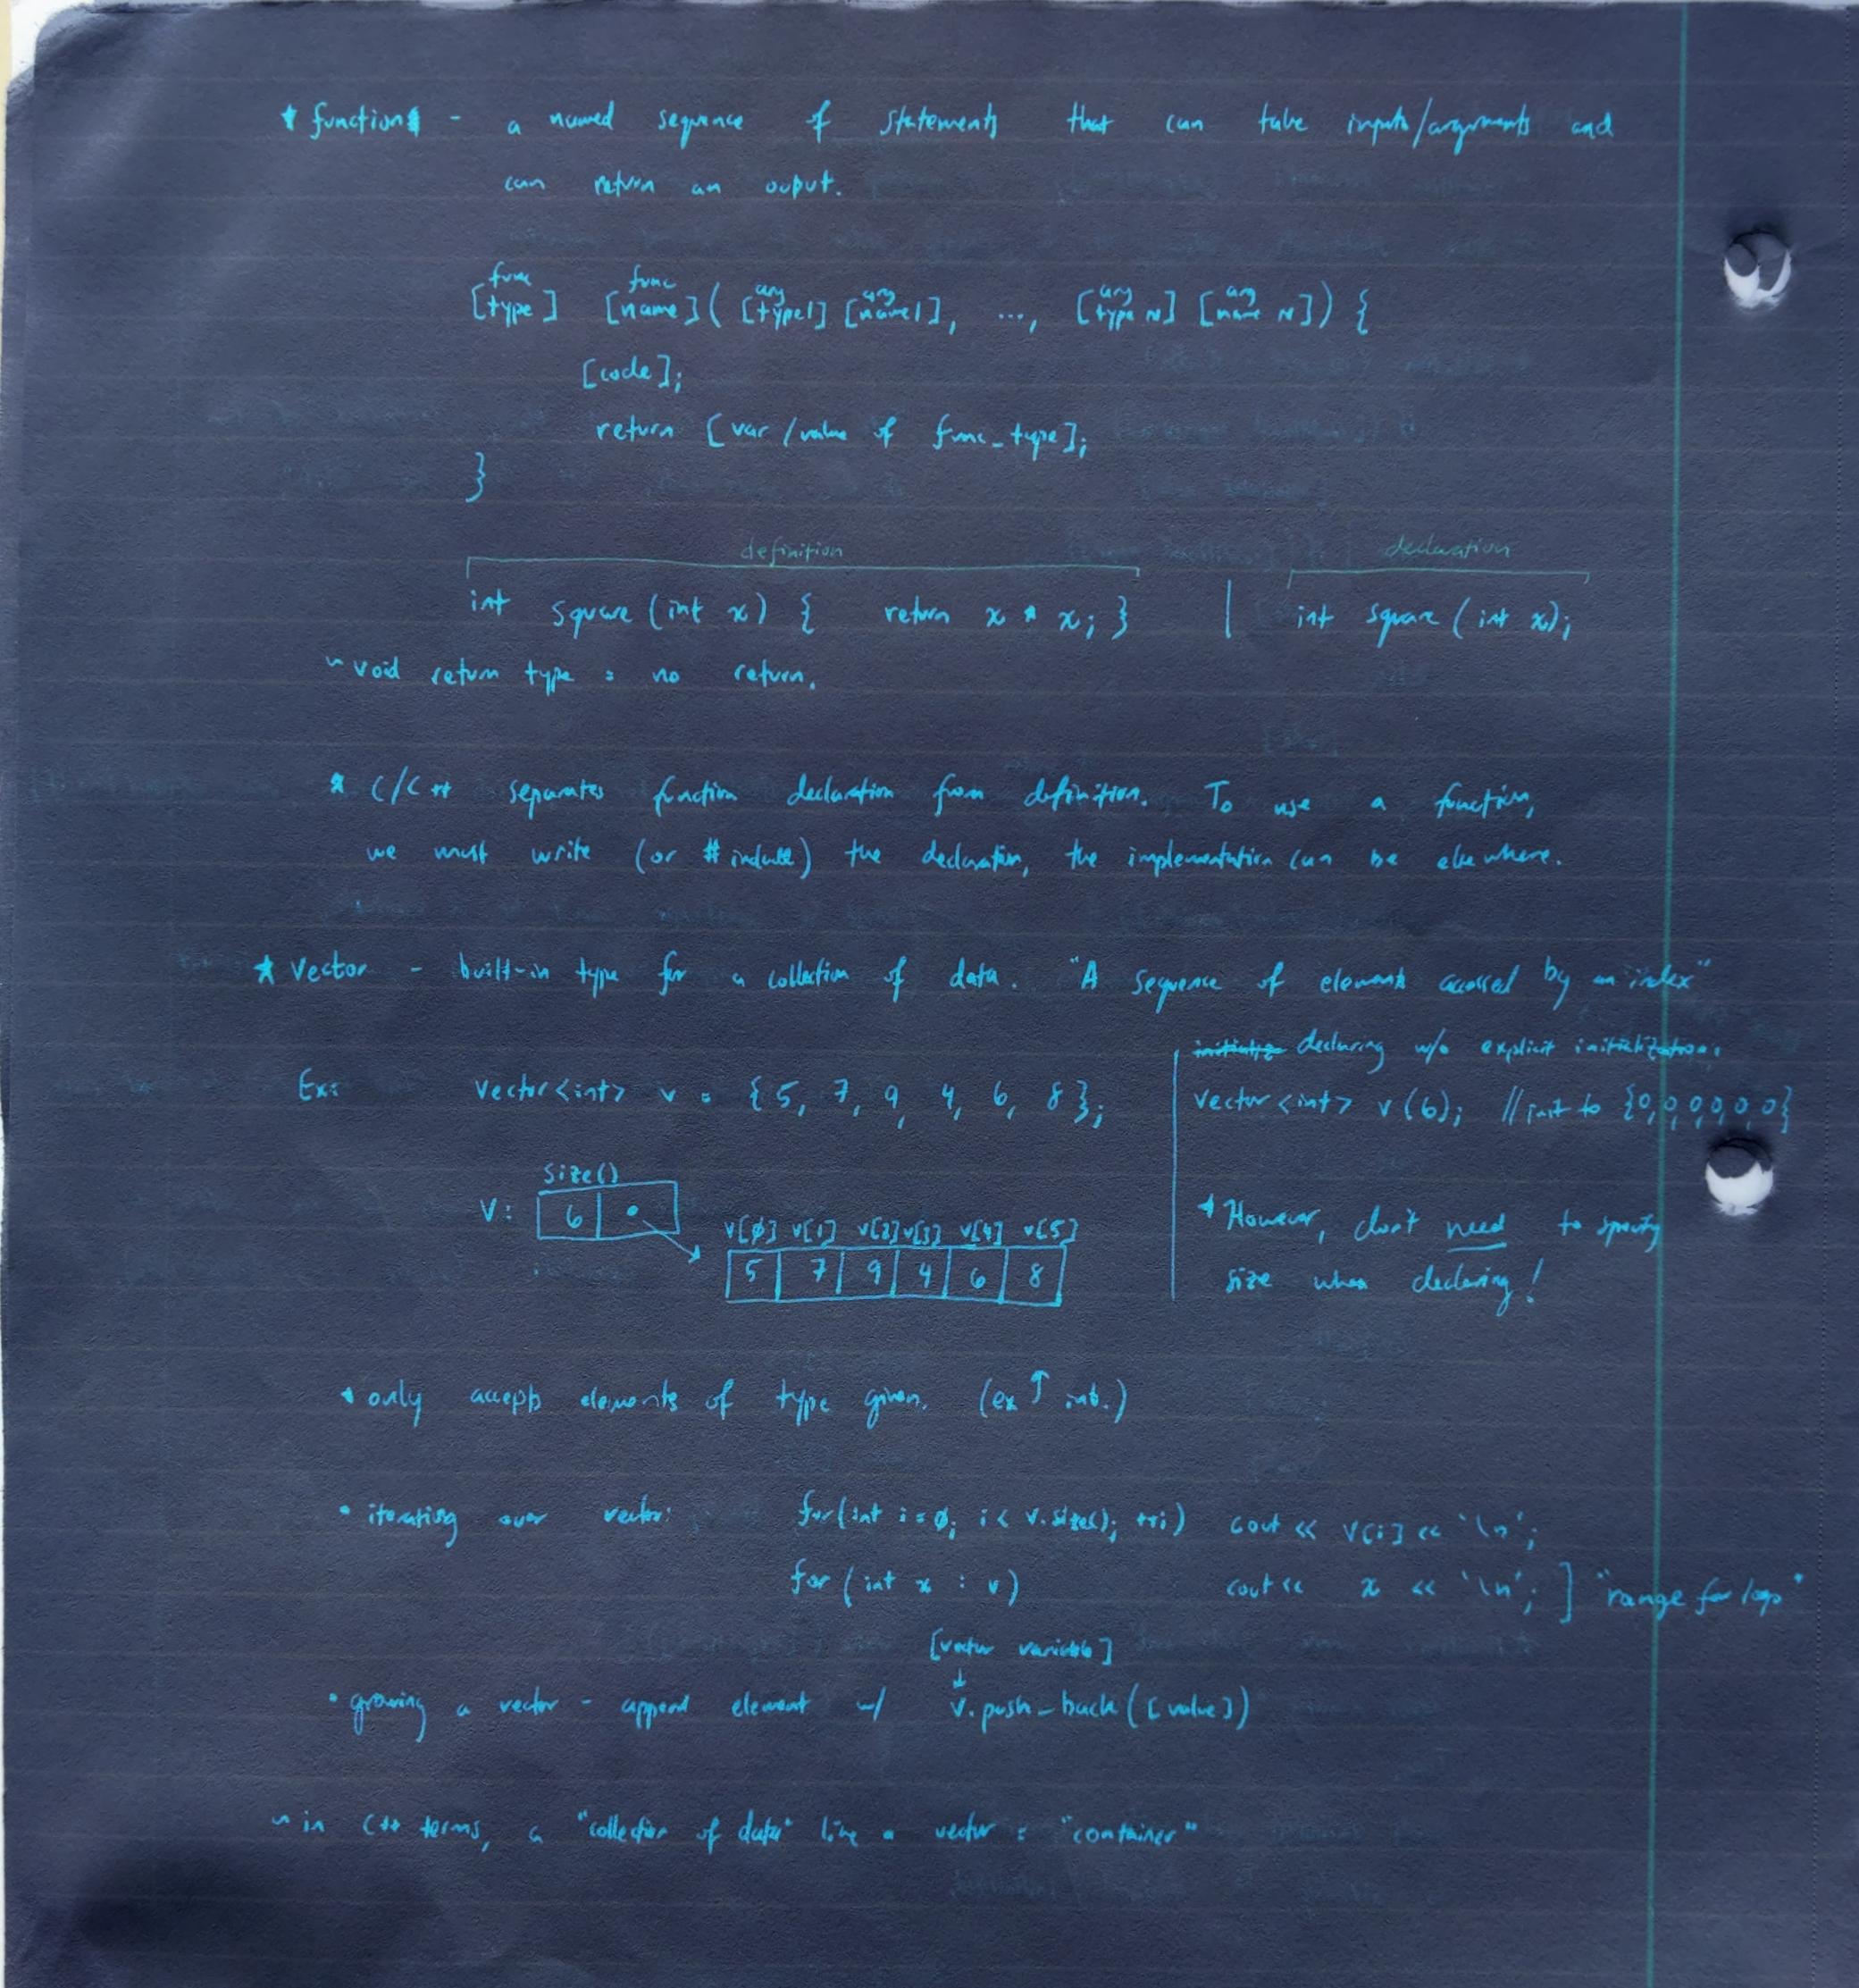 ★ function - a named sequence of statements that can take inputs/arguments and
can return an ouput.
[func type] [func name]([arg type1] [arg name1], ..., [arg type N] [arg name N]) {
[code];
return [var/value of func_type];
}
definition
declaration
int square (int x) { return x * x; } | int square (int x);
~ void return type = no return.
* C/C++ separates function declaration from definition. To use a function,
we must write (or #include) the declaration, the implementation can be elsewhere.
★ Vector - built-in type for a collection of data. "A sequence of elements accessed by an index"
initialize declaring w/o explicit initialization:
Ex: vector<int> v = {5, 7, 9, 4, 6, 8};
vector<int> v(6); //init to {0,0,0,0,0,0}
size()
V: 6
v[0] v[1] v[2] v[3] v[4] v[5]
5 7 9 4 6 8
* However, don't need to specify
size when declaring!
* only accepts elements of type given. (ex ↑ int.)
• iterating over vector: for(int i=0; i < v.size(); ++i) cout << v[i] << '\n';
for (int x : v) cout << x << '\n'; ] "range for loop"
[vector variable]
↓
• growing a vector - append element w/ v.push_back([value])
~ in C++ terms, a "collection of data" like a vector = "container"